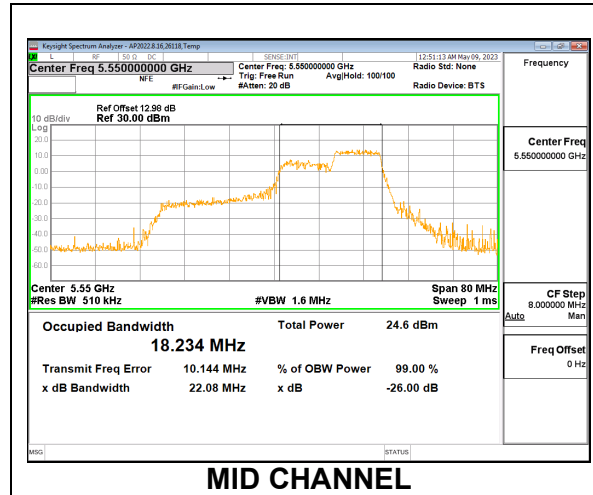 Keysight Spectrum Analyzer - AP2022.8.16,26118,Temp
L RF 50 Ω DC SENSE:INT 12:51:13 AM May 09, 2023
Center Freq 5.550000000 GHz Center Freq: 5.550000000 GHz Radio Std: None
NFE Trig: Free Run Avg|Hold: 100/100
#IFGain:Low #Atten: 20 dB Radio Device: BTS
Frequency
Ref Offset 12.98 dB
10 dB/div Ref 30.00 dBm
Log
20.0
10.0
0.00
-10.0
-20.0
-30.0
-40.0
-50.0
-60.0
Center 5.55 GHz Span 80 MHz
#Res BW 510 kHz #VBW 1.6 MHz Sweep 1 ms
Center Freq
5.550000000 GHz
CF Step
8.000000 MHz
Auto Man
Freq Offset
0 Hz
Occupied Bandwidth Total Power 24.6 dBm
18.234 MHz
Transmit Freq Error 10.144 MHz % of OBW Power 99.00 %
x dB Bandwidth 22.08 MHz x dB -26.00 dB
MSG STATUS
MID CHANNEL